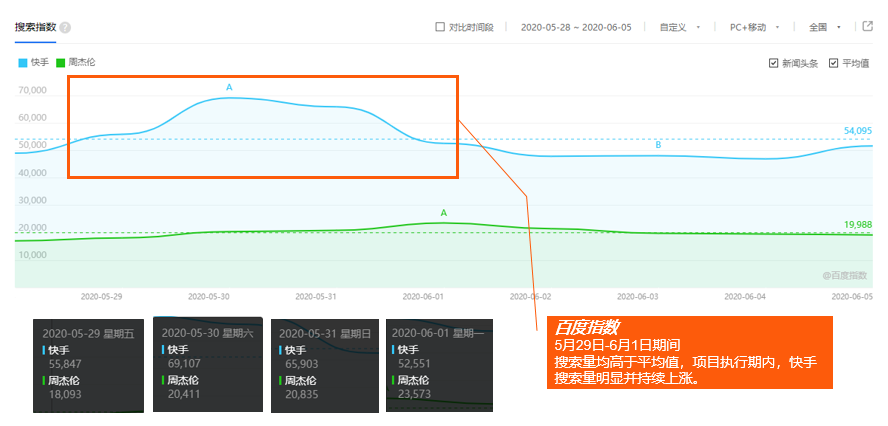 搜索指数 ?
对比时间段 2020-05-28 ~ 2020-06-05 自定义 PC+移动 全国
快手 周杰伦
新闻头条 平均值
70,000
60,000
50,000
40,000
30,000
20,000
10,000
A
B
A
54,095
19,988
@百度指数
2020-05-29 2020-05-30 2020-05-31 2020-06-01 2020-06-02 2020-06-03 2020-06-04 2020-06-05
2020-05-29 星期五
快手
55,847
周杰伦
18,093
2020-05-30 星期六
快手
69,107
周杰伦
20,411
2020-05-31 星期日
快手
65,903
周杰伦
20,835
2020-06-01 星期一
快手
52,551
周杰伦
23,573
百度指数
5月29日-6月1日期间
搜索量均高于平均值，项目执行期内，快手
搜索量明显并持续上涨。